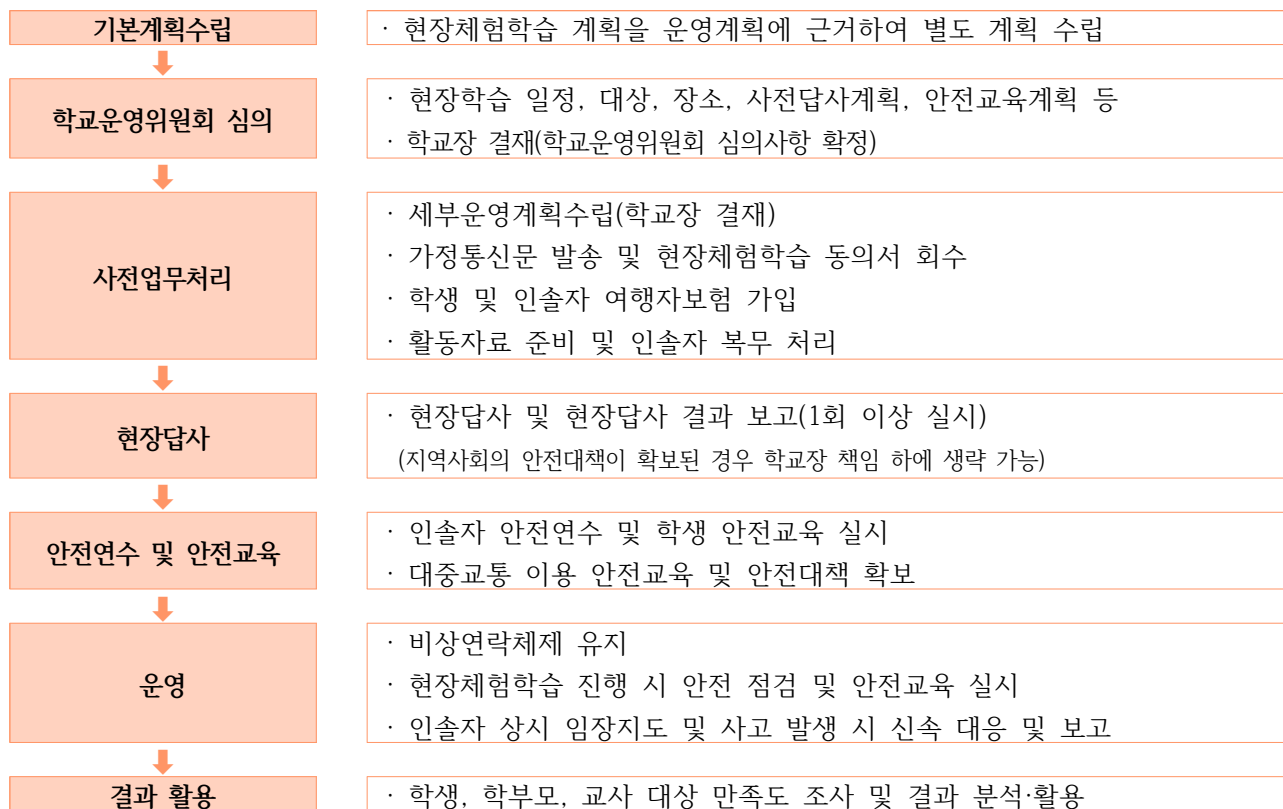 기본계획수립
· 현장체험학습 계획을 운영계획에 근거하여 별도 계획 수립
학교운영위원회 심의
· 현장학습 일정, 대상, 장소, 사전답사계획, 안전교육계획 등
· 학교장 결재(학교운영위원회 심의사항 확정)
사전업무처리
· 세부운영계획수립(학교장 결재)
· 가정통신문 발송 및 현장체험학습 동의서 회수
· 학생 및 인솔자 여행자보험 가입
· 활동자료 준비 및 인솔자 복무 처리
현장답사
· 현장답사 및 현장답사 결과 보고(1회 이상 실시)
(지역사회의 안전대책이 확보된 경우 학교장 책임 하에 생략 가능)
안전연수 및 안전교육
· 인솔자 안전연수 및 학생 안전교육 실시
· 대중교통 이용 안전교육 및 안전대책 확보
운영
· 비상연락체제 유지
· 현장체험학습 진행 시 안전 점검 및 안전교육 실시
· 인솔자 상시 임장지도 및 사고 발생 시 신속 대응 및 보고
결과 활용
· 학생, 학부모, 교사 대상 만족도 조사 및 결과 분석·활용